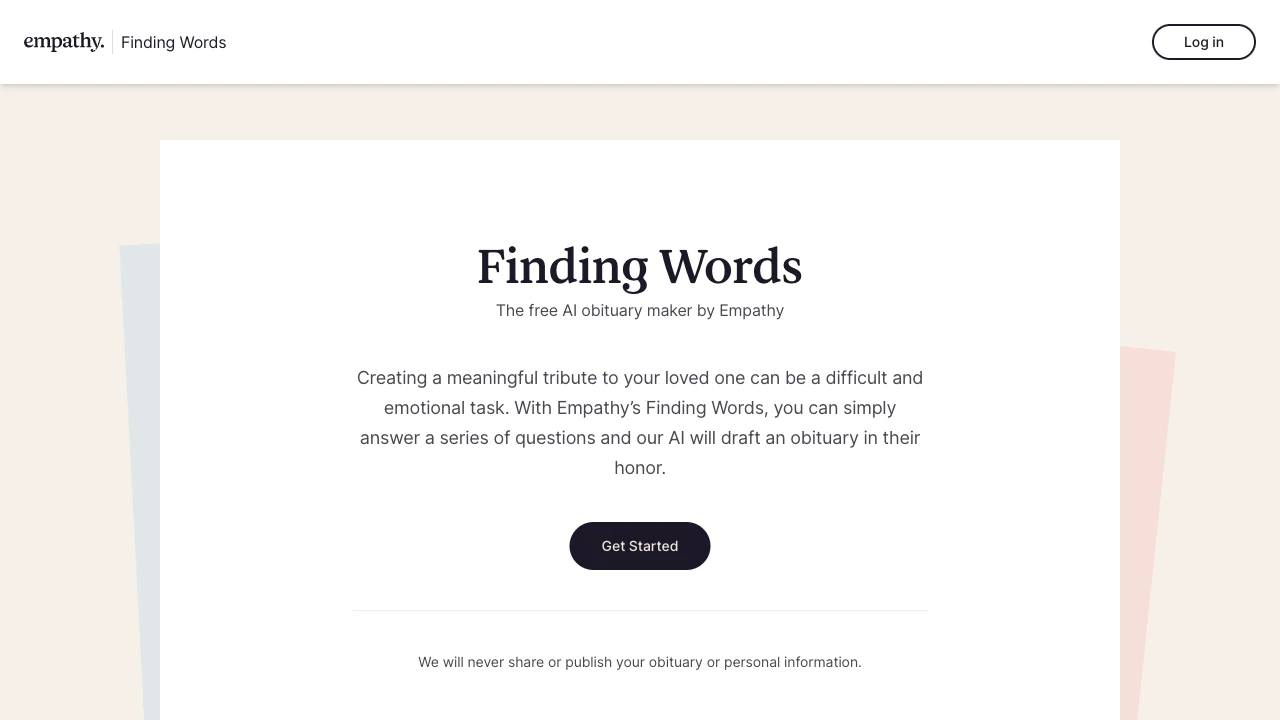 empathy.
Finding Words
Log in
Finding Words
The free AI obituary maker by Empathy
Creating a meaningful tribute to your loved one can be a difficult and
emotional task. With Empathy’s Finding Words, you can simply
answer a series of questions and our AI will draft an obituary in their
honor.
Get Started
We will never share or publish your obituary or personal information.